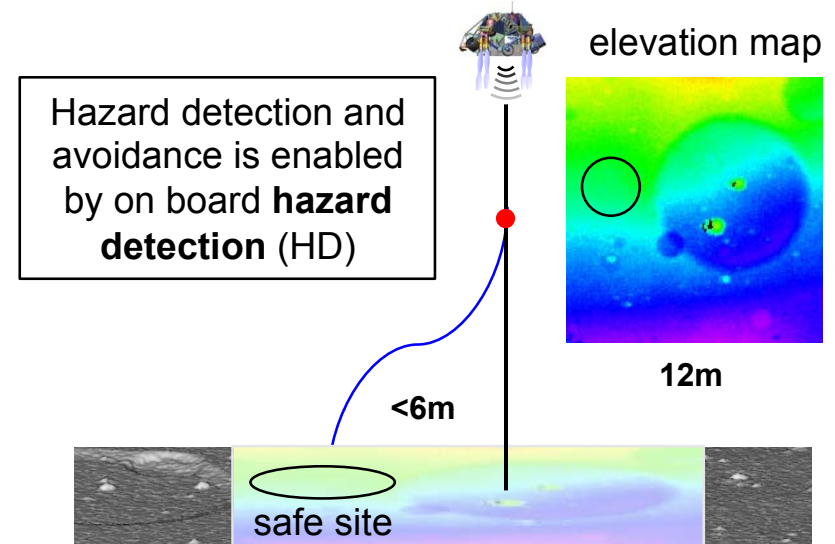 elevation map
Hazard detection and
avoidance is enabled
by on board hazard
detection (HD)
12m
<6m
safe site